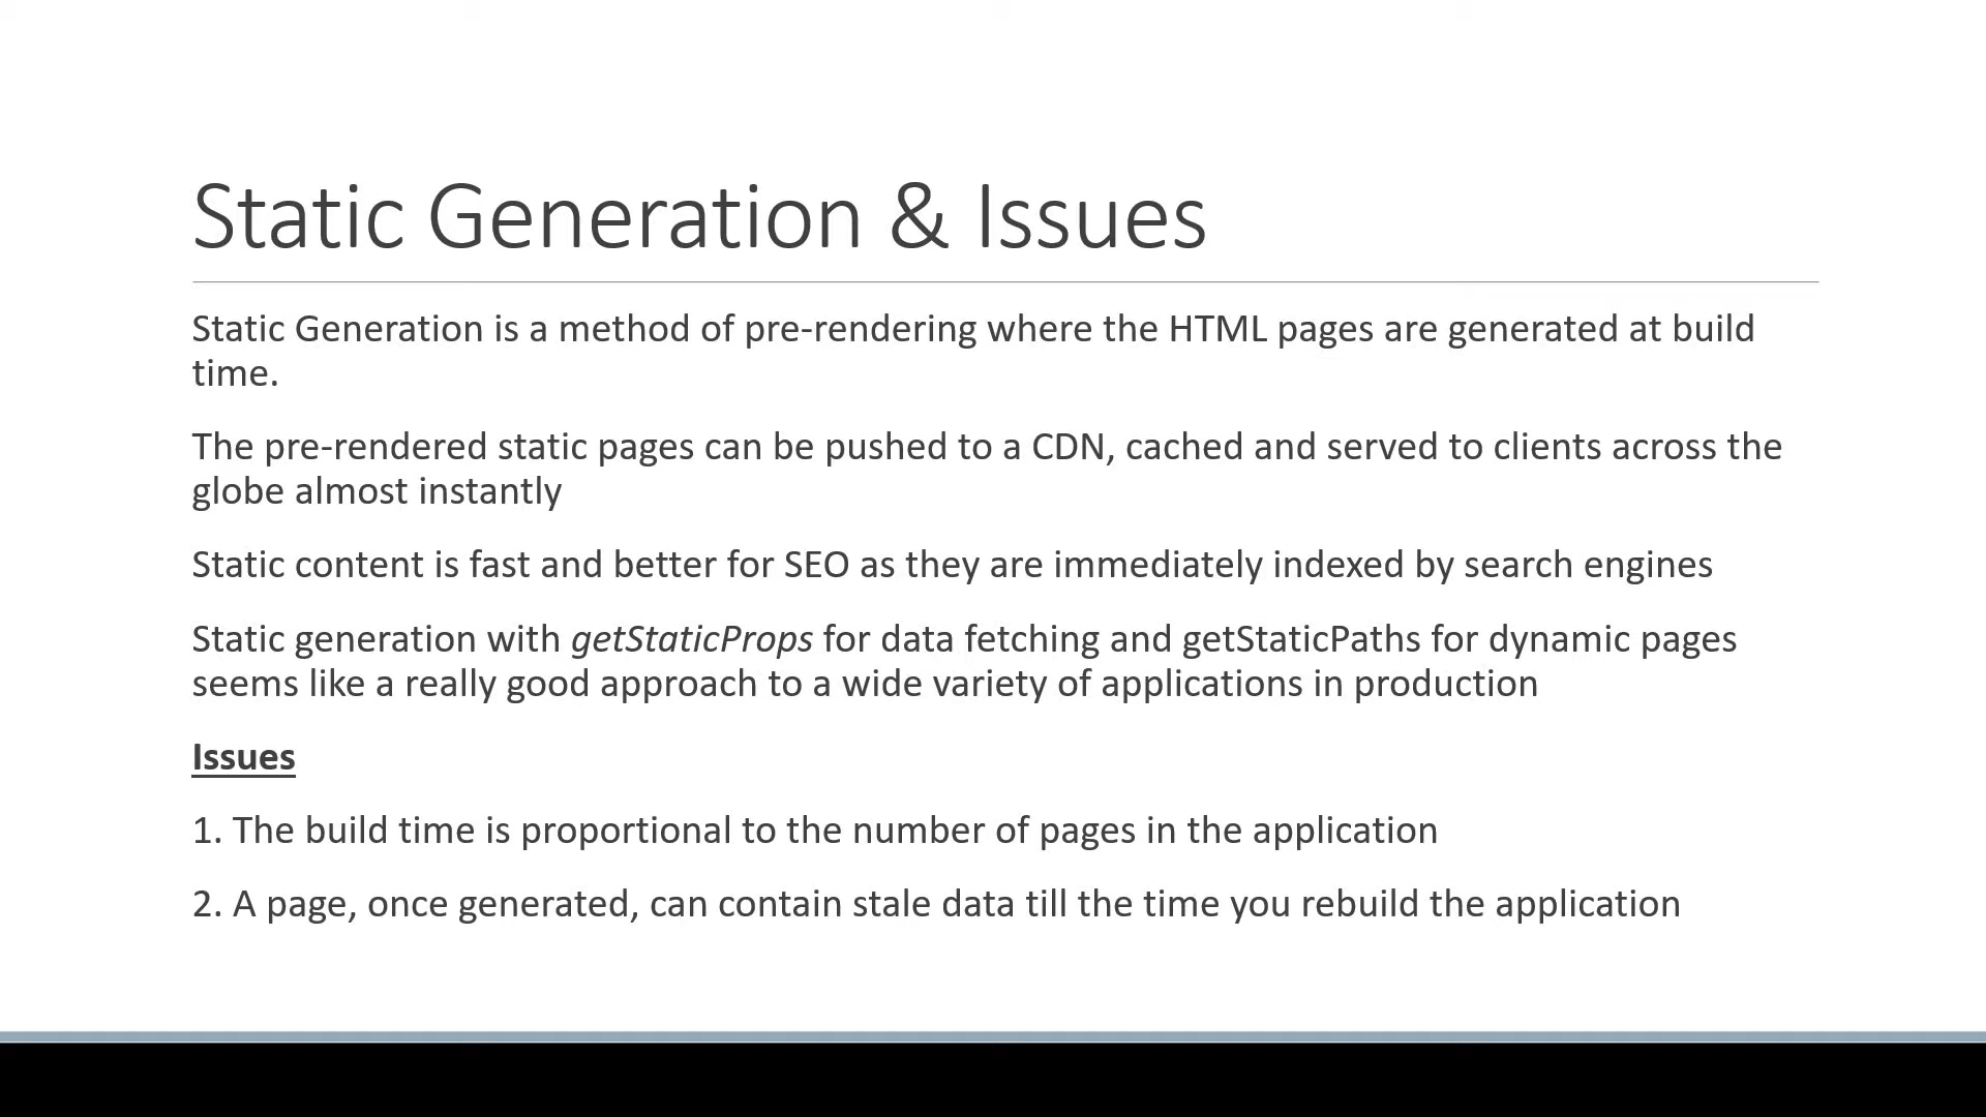 Static Generation & Issues
Static Generation is a method of pre-rendering where the HTML pages are generated at build
time.
The pre-rendered static pages can be pushed to a CDN, cached and served to clients across the
globe almost instantly
Static content is fast and better for SEO as they are immediately indexed by search engines
Static generation with getStaticProps for data fetching and getStaticPaths for dynamic pages
seems like a really good approach to a wide variety of applications in production
Issues
1. The build time is proportional to the number of pages in the application
2. A page, once generated, can contain stale data till the time you rebuild the application